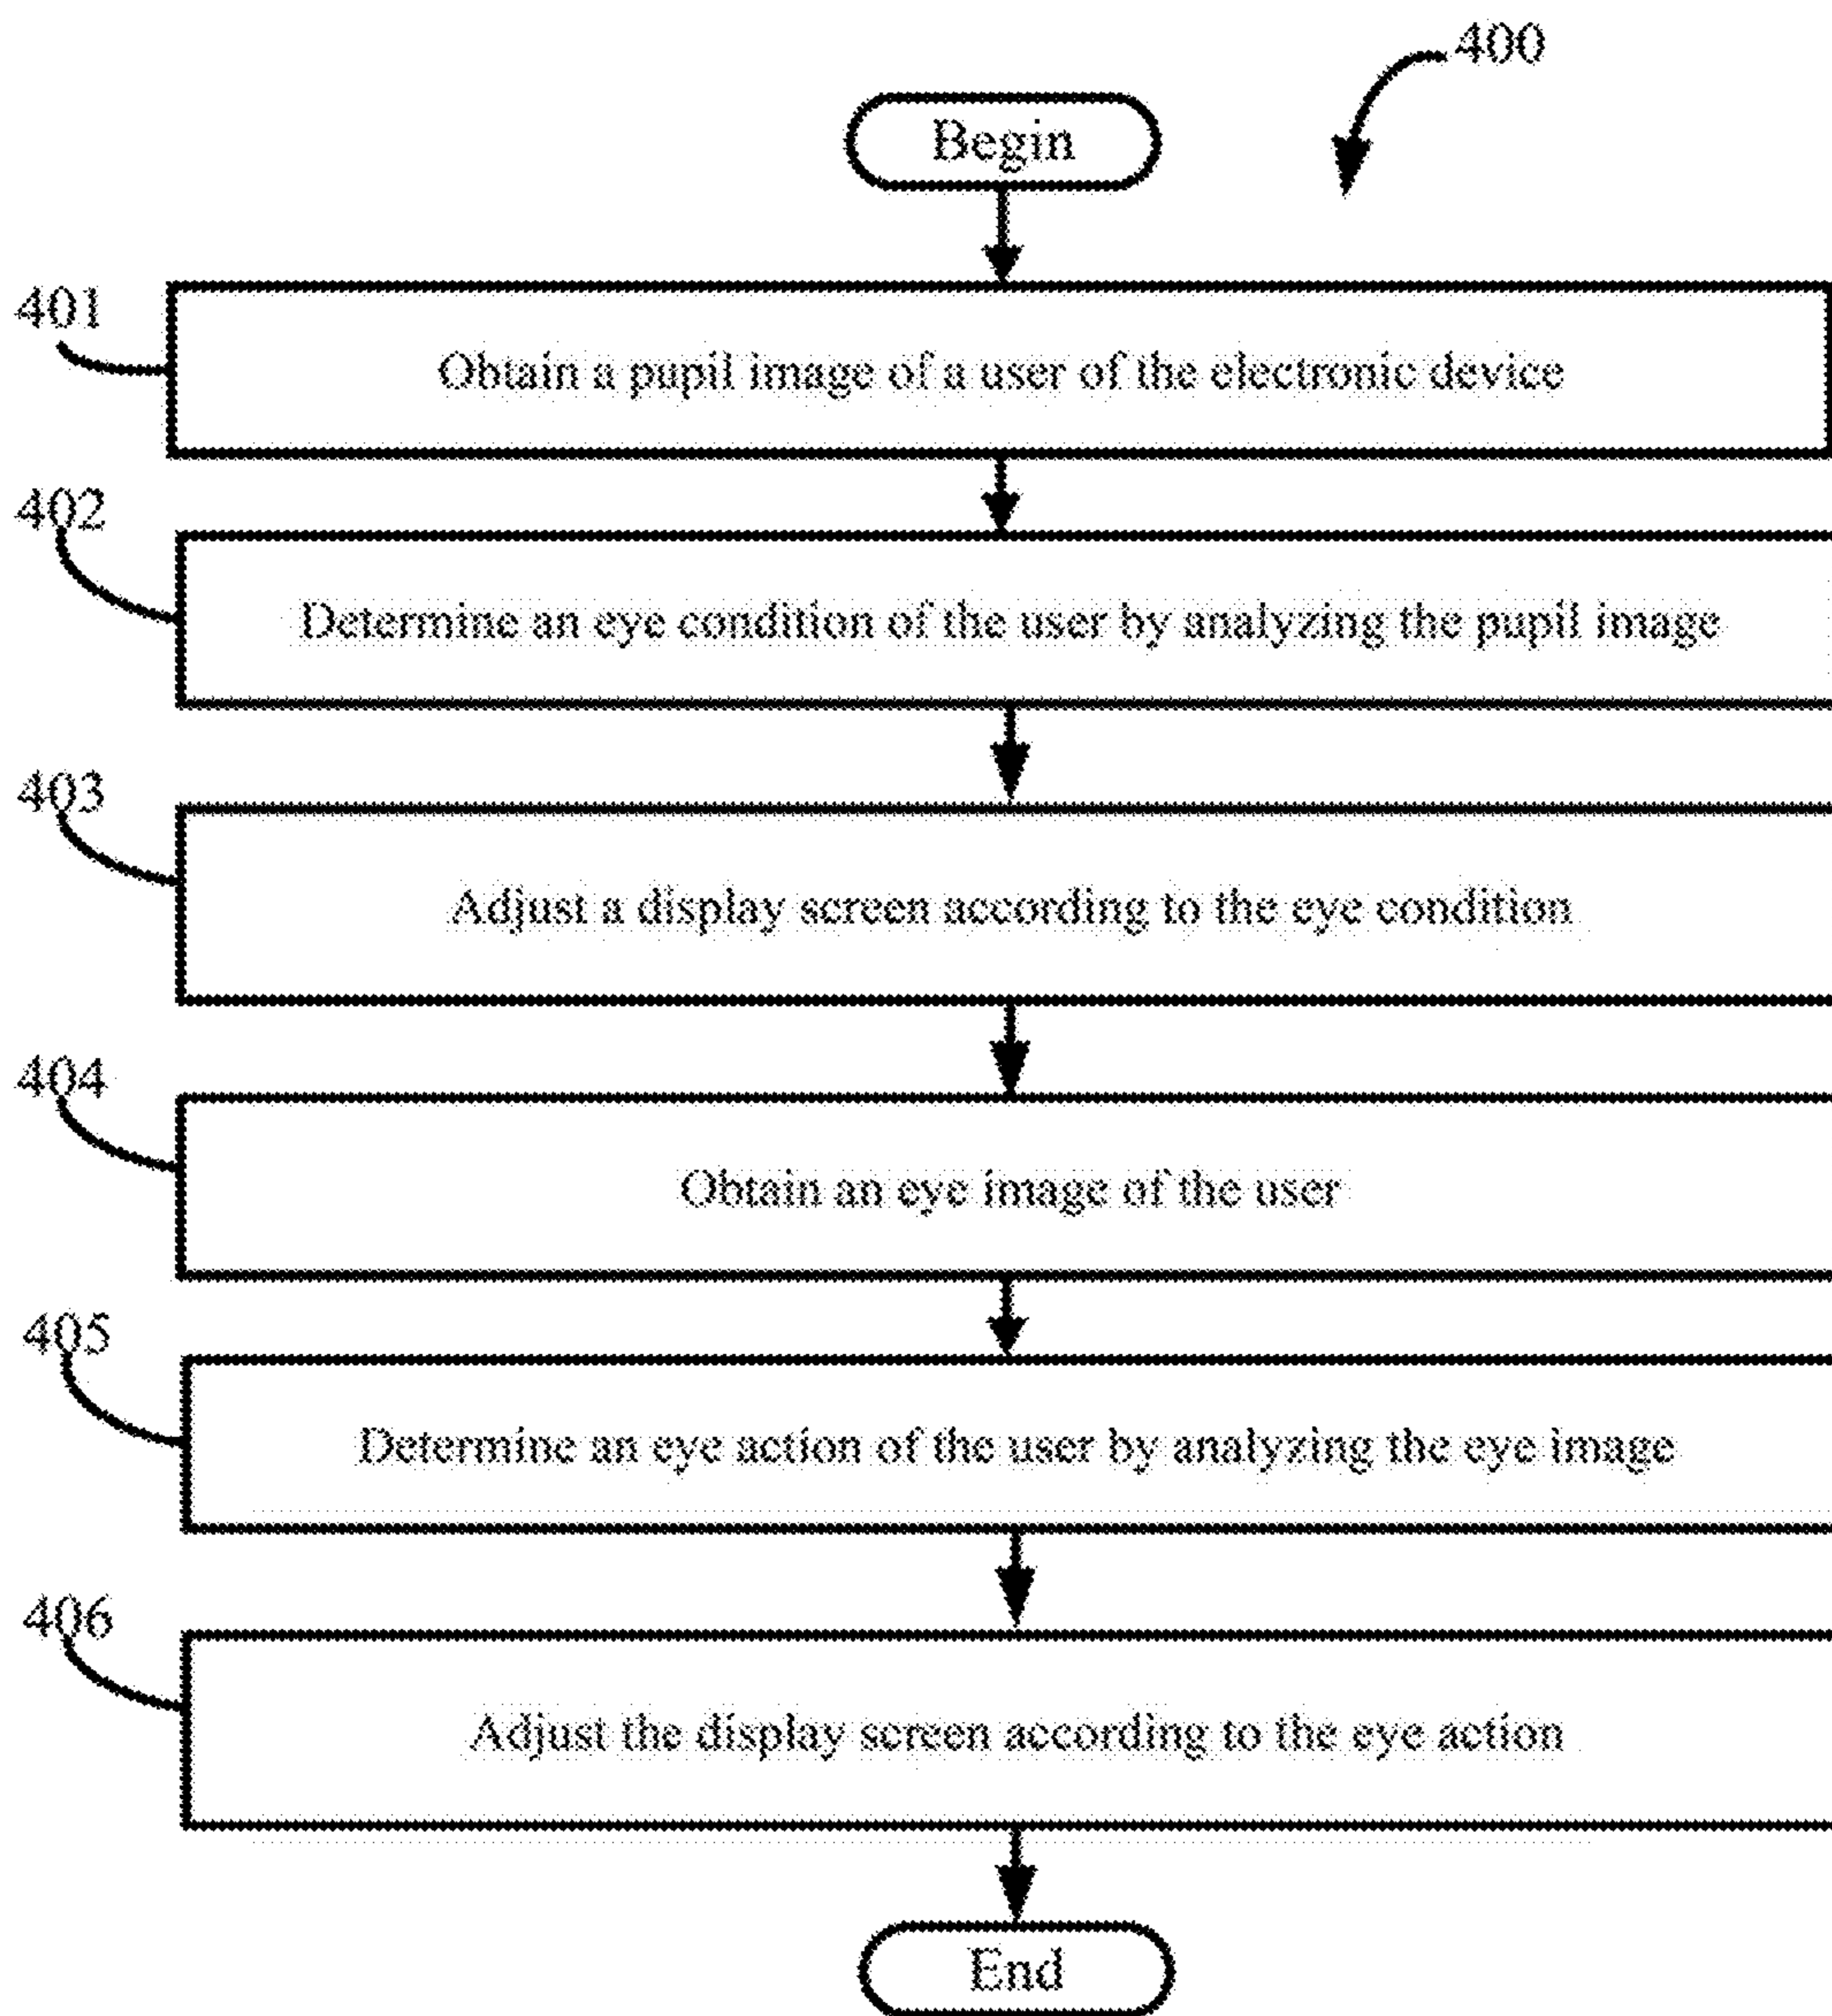 400
Begin
401
Obtain a pupil image of a user of the electronic device
402
Determine an eye condition of the user by analyzing the pupil image
403
Adjust a display screen according to the eye condition
404
Obtain an eye image of the user
405
Determine an eye action of the user by analyzing the eye image
406
Adjust the display screen according to the eye action
End